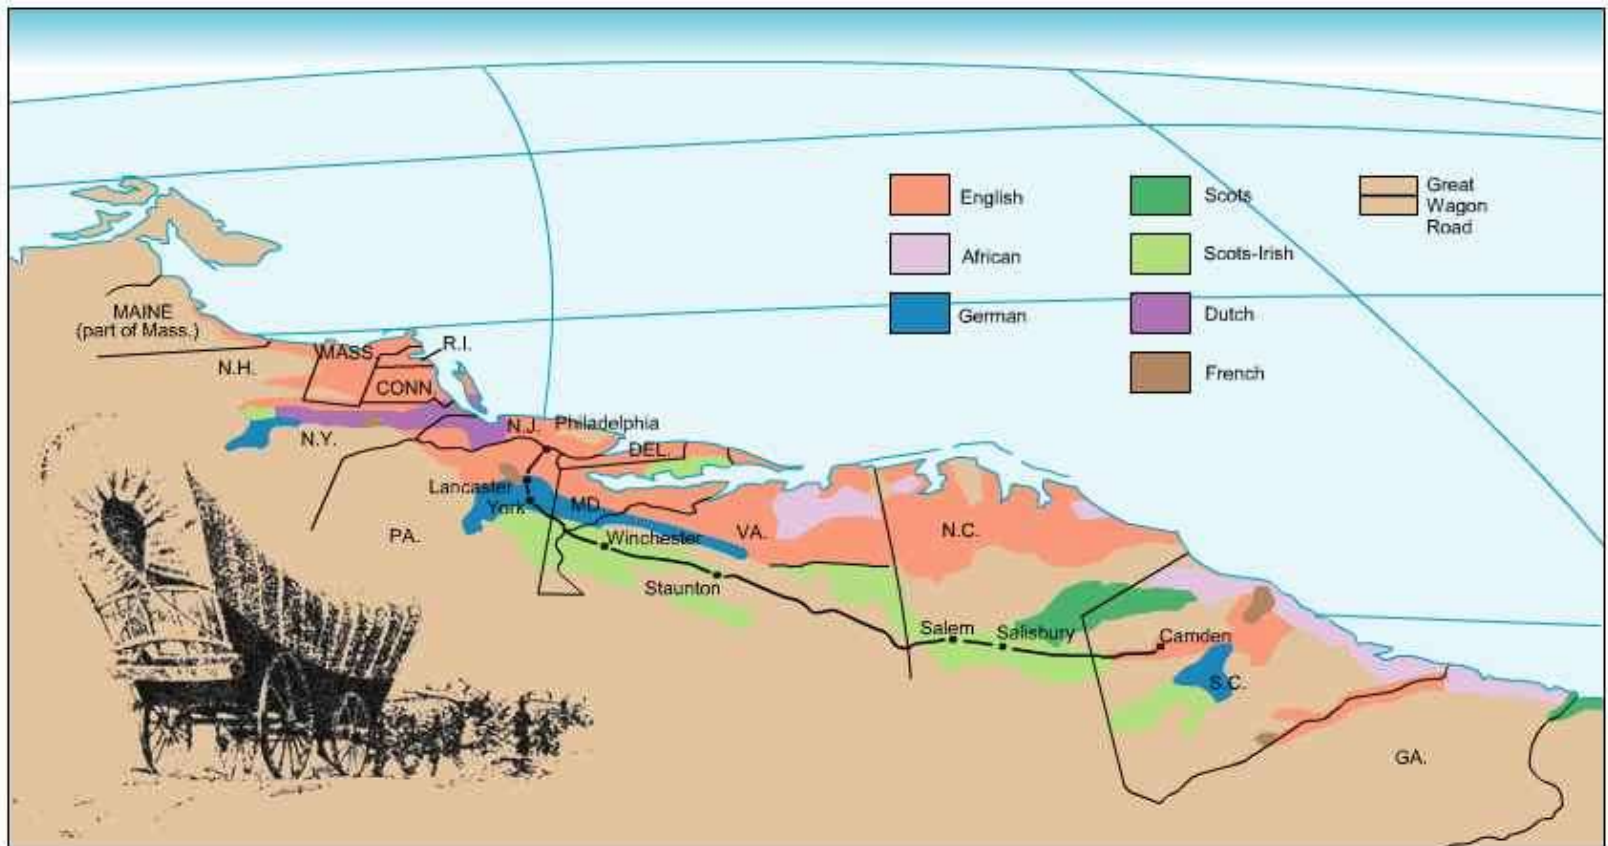 English
African
German
Scots
Scots-Irish
Dutch
French
Great
Wagon
Road
MAINE
(part of Mass.)
N.H.
MASS.
R.I.
CONN.
N.Y.
N.J.
Philadelphia
DEL.
Lancaster
York
MD.
PA.
Winchester
VA.
Staunton
N.C.
Salem
Salisbury
Camden
S.C.
GA.